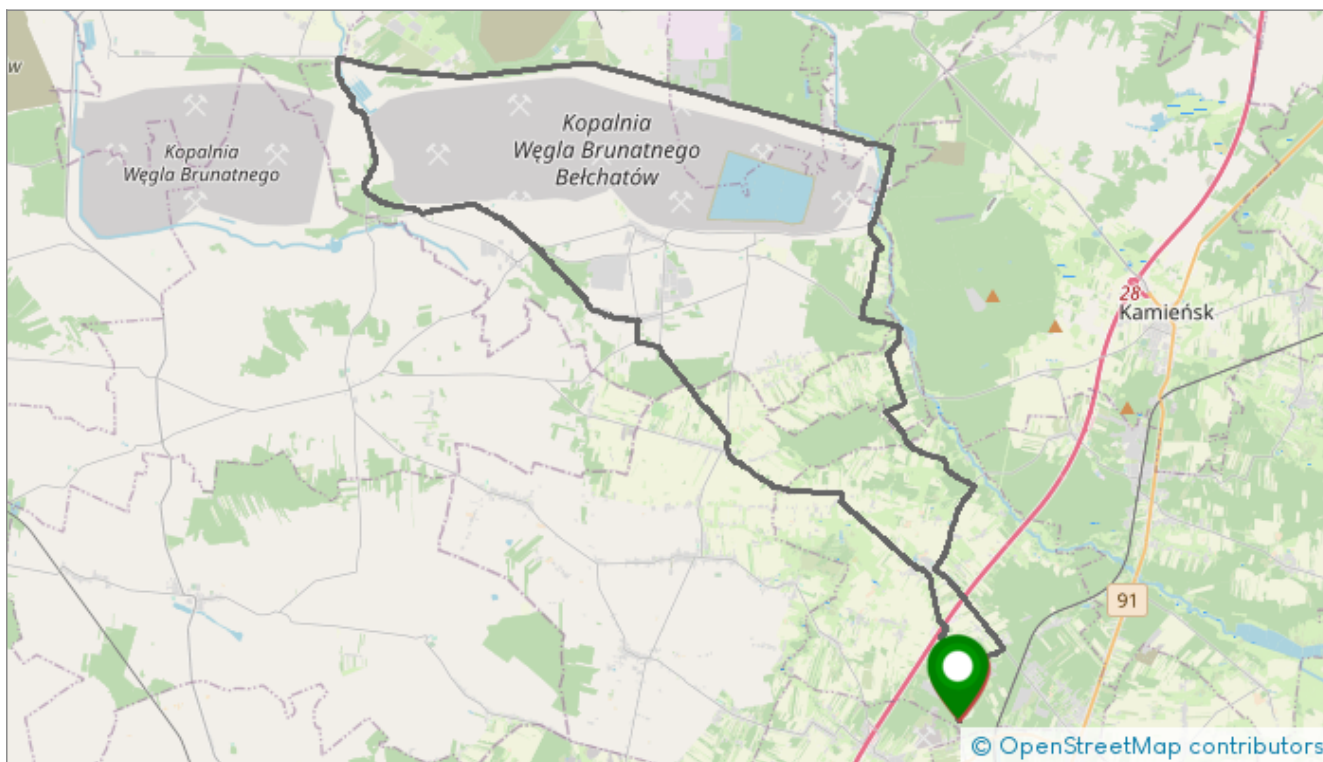 w
Kopalnia
Węgla Brunatnego
Kopalnia
Węgla Brunatnego
Bełchatów
28
Kamieńsk
91
© OpenStreetMap contributors